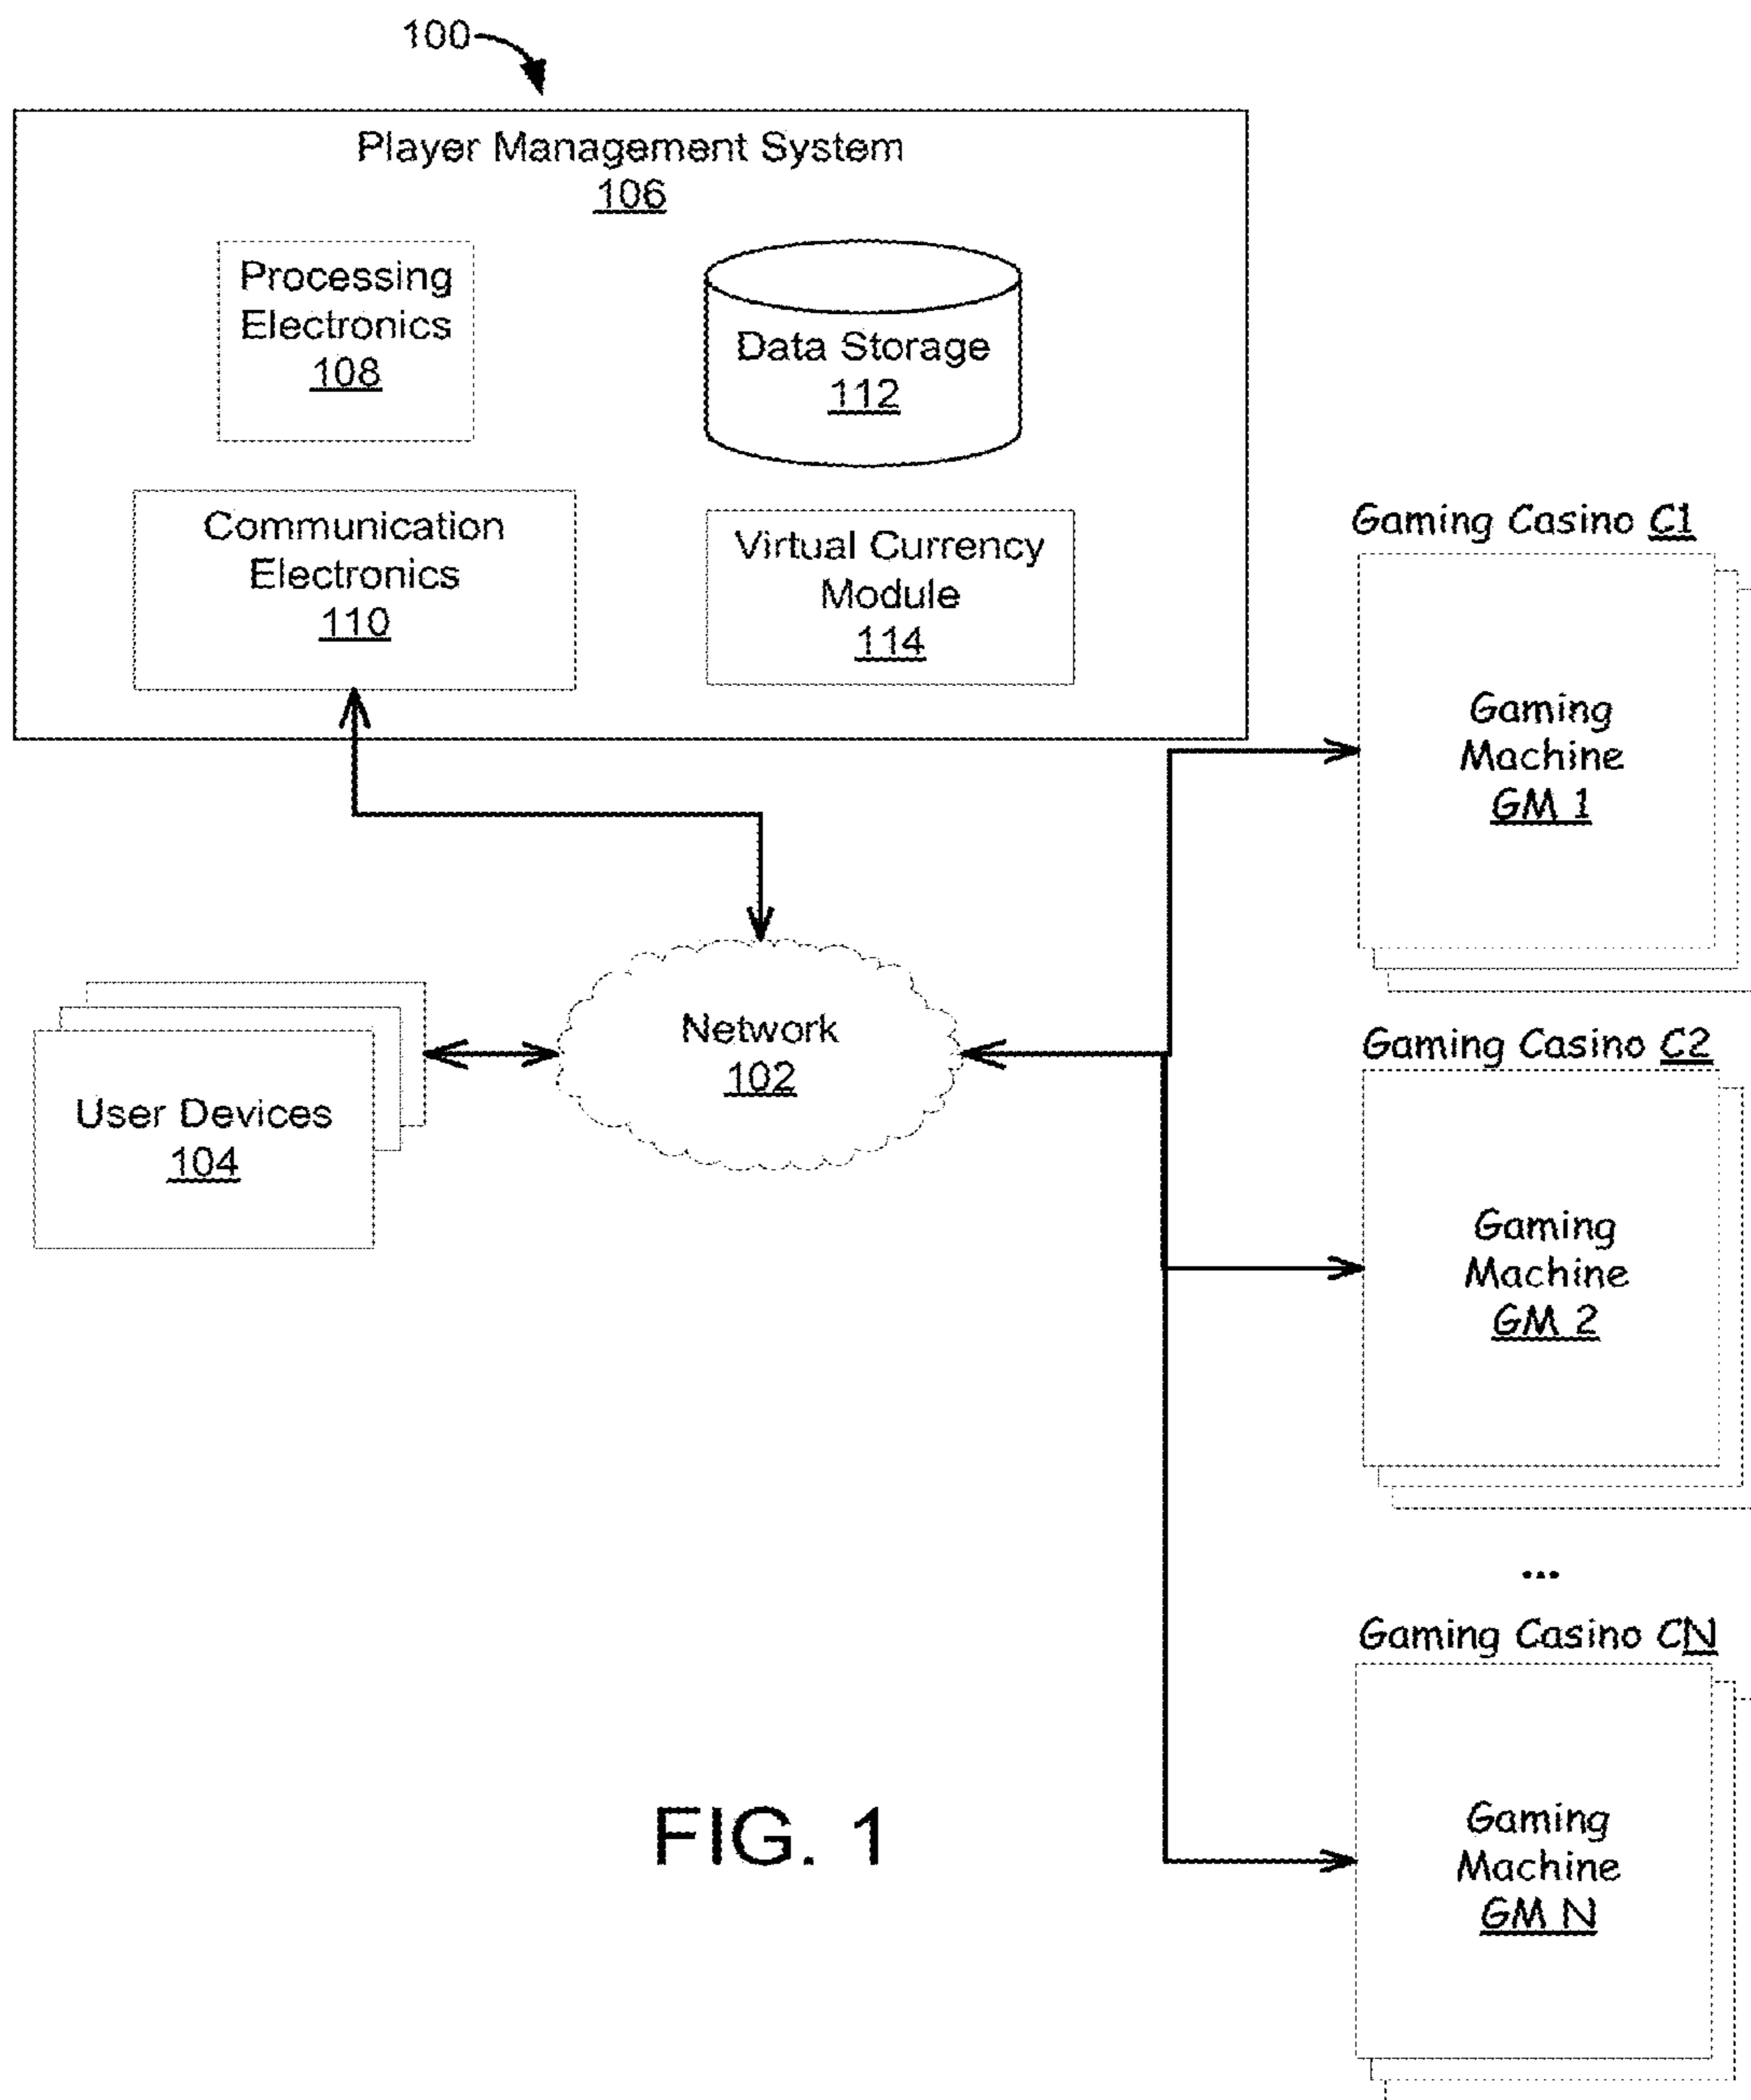 100
Player Management System
106
Processing
Electronics
108
Data Storage
112
Communication
Electronics
110
Virtual Currency
Module
114
Gaming Casino C1
Gaming
Machine
GM 1
Network
102
User Devices
104
Gaming Casino C2
Gaming
Machine
GM 2
...
Gaming Casino CN
Gaming
Machine
GM N
FIG. 1